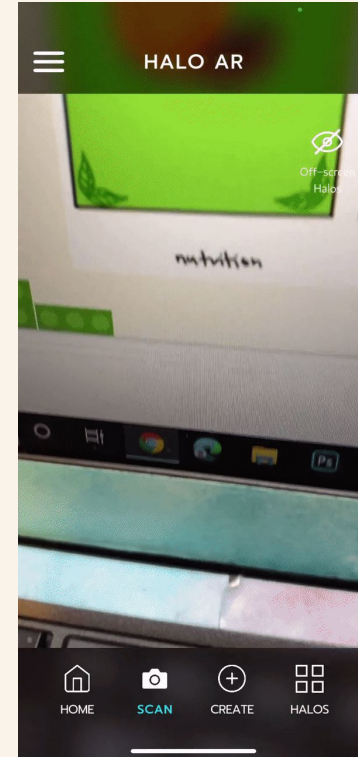 HALO AR
Off-screen
Halos
nutrition
Ps
HOME
SCAN
CREATE
HALOS